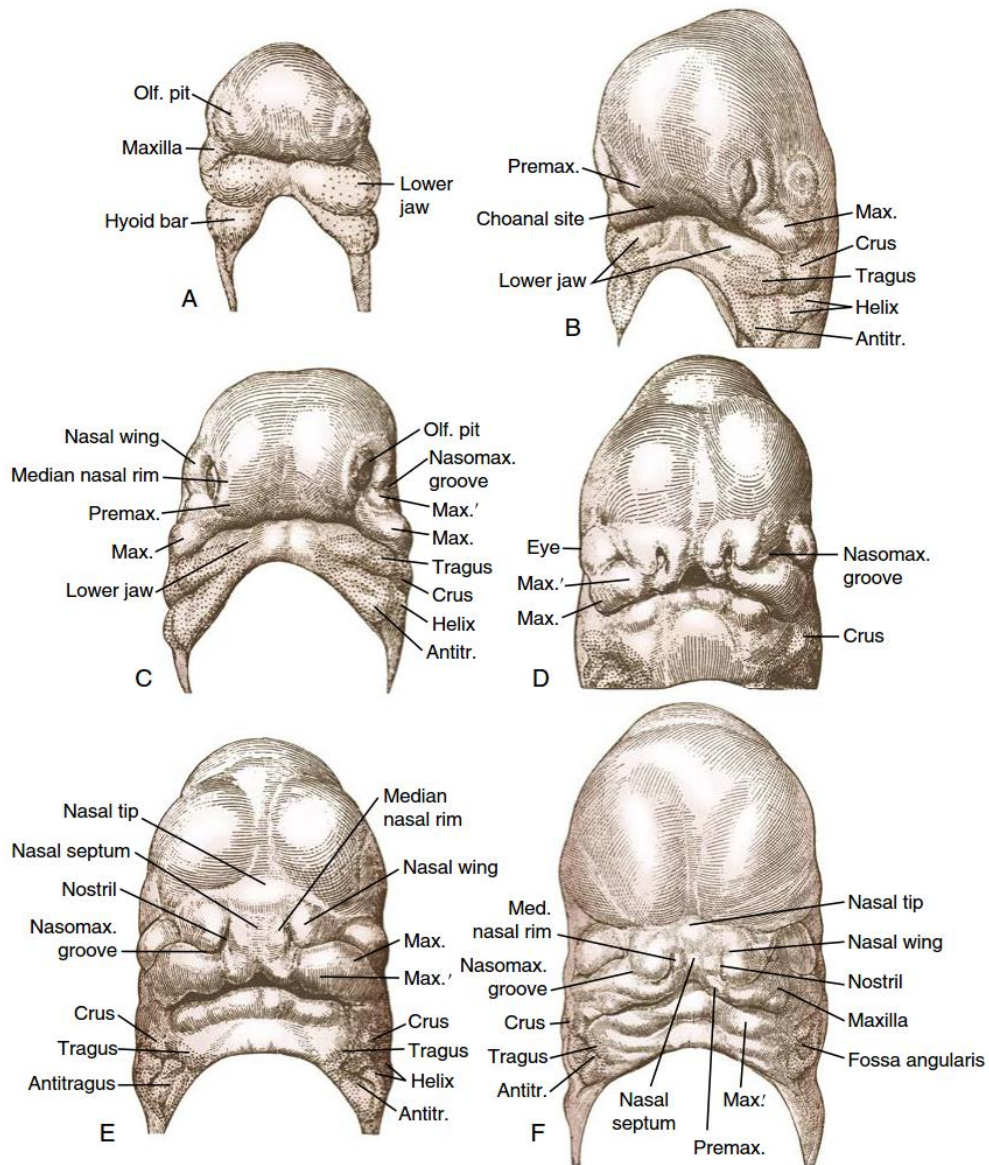 Olf. pit
Maxilla
Hyoid bar
Lower
jaw
A
Premax.
Choanal site
Lower jaw
Max.
Crus
Tragus
Helix
Antitr.
B
Nasal wing
Median nasal rim
Premax.
Max.
Lower jaw
Olf. pit
Nasomax.
groove
Max.′
Max.
Tragus
Crus
Helix
Antitr.
C
Eye
Max.′
Max.
Nasomax.
groove
Crus
D
Nasal tip
Nasal septum
Nostril
Nasomax.
groove
Crus
Tragus
Antitragus
Median
nasal rim
Nasal wing
Max.
Max.′
Crus
Tragus
Helix
Antitr.
E
Med.
nasal rim
Nasomax.
groove
Crus
Tragus
Antitr.
Nasal tip
Nasal wing
Nostril
Maxilla
Fossa angularis
Nasal
septum
Max.′
Premax.
F